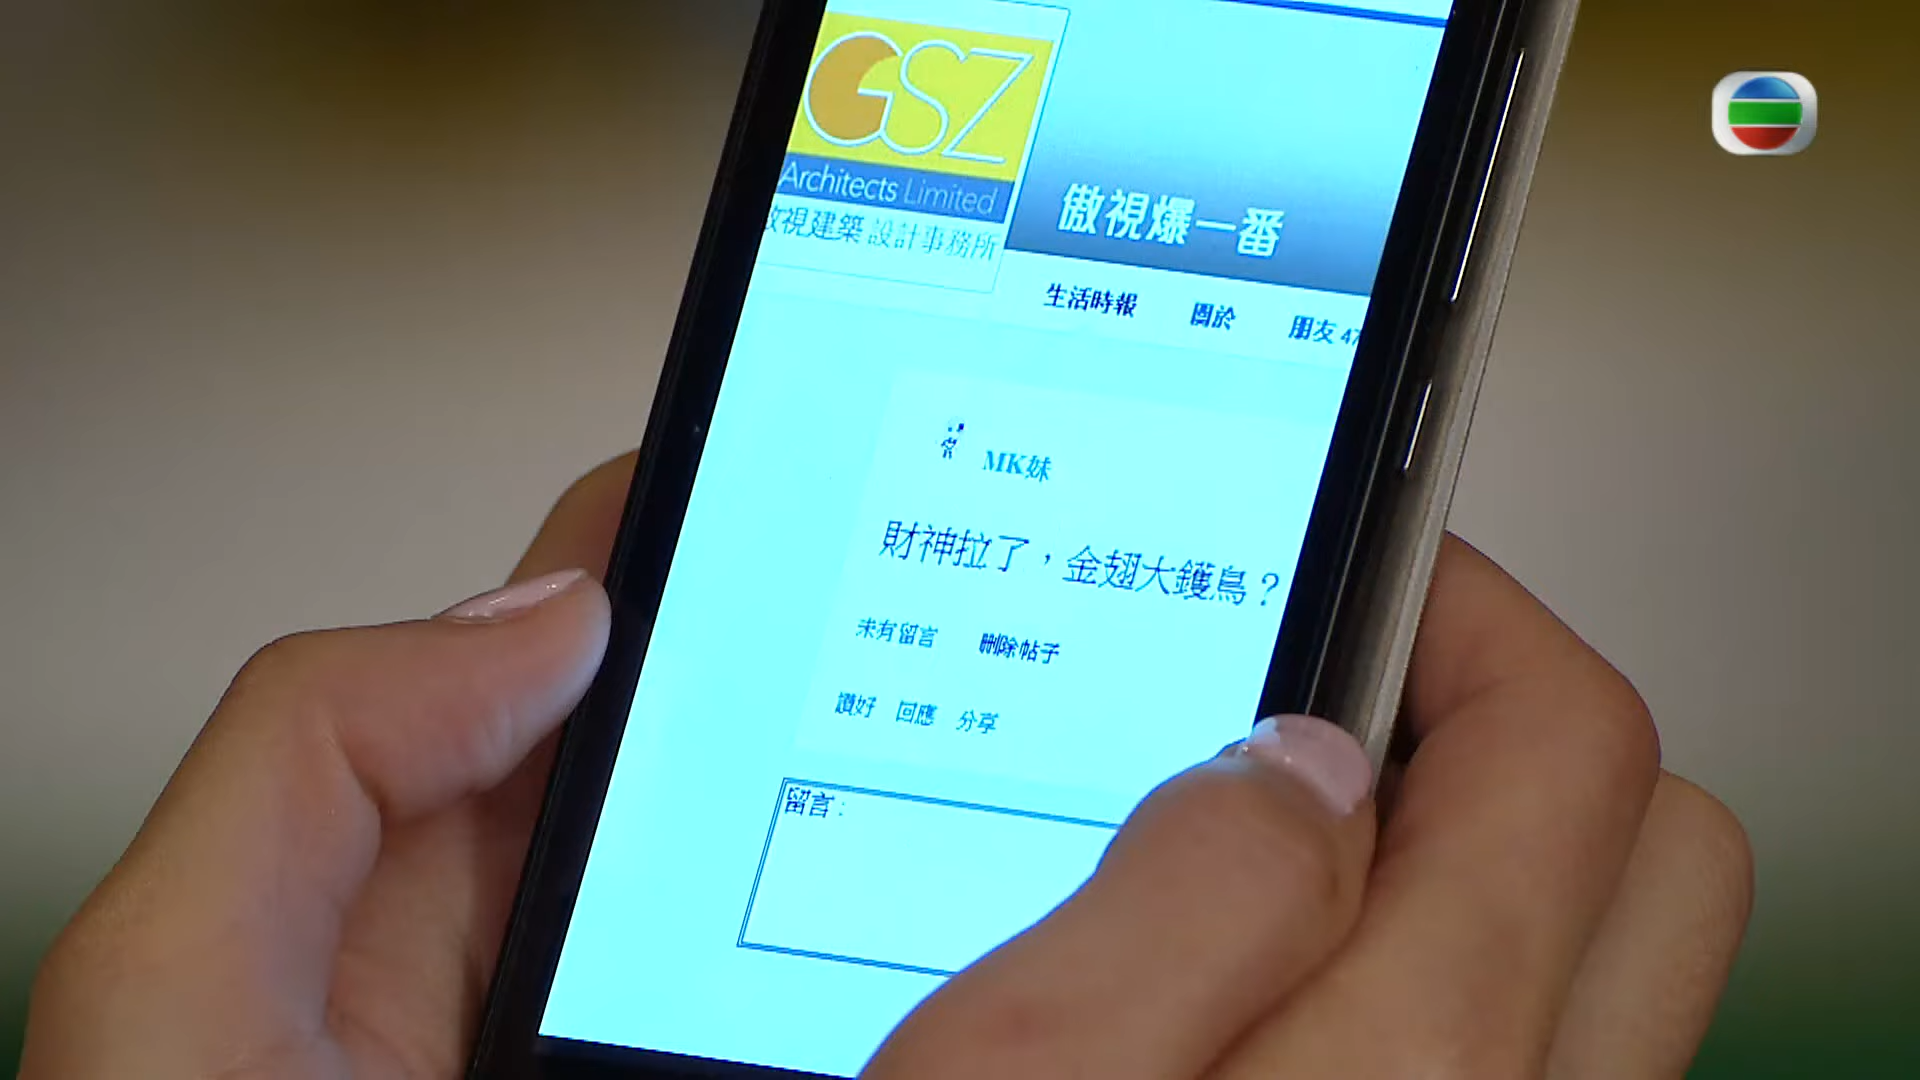 GSZ
Architects Limited
視建築設計事務所
傲視爆一番
生活時報 關於 朋友 47
MK妹
財神拉了，金翅大鑊鳥？
未有留言 刪除帖子
讚好 回應 分享
留言：